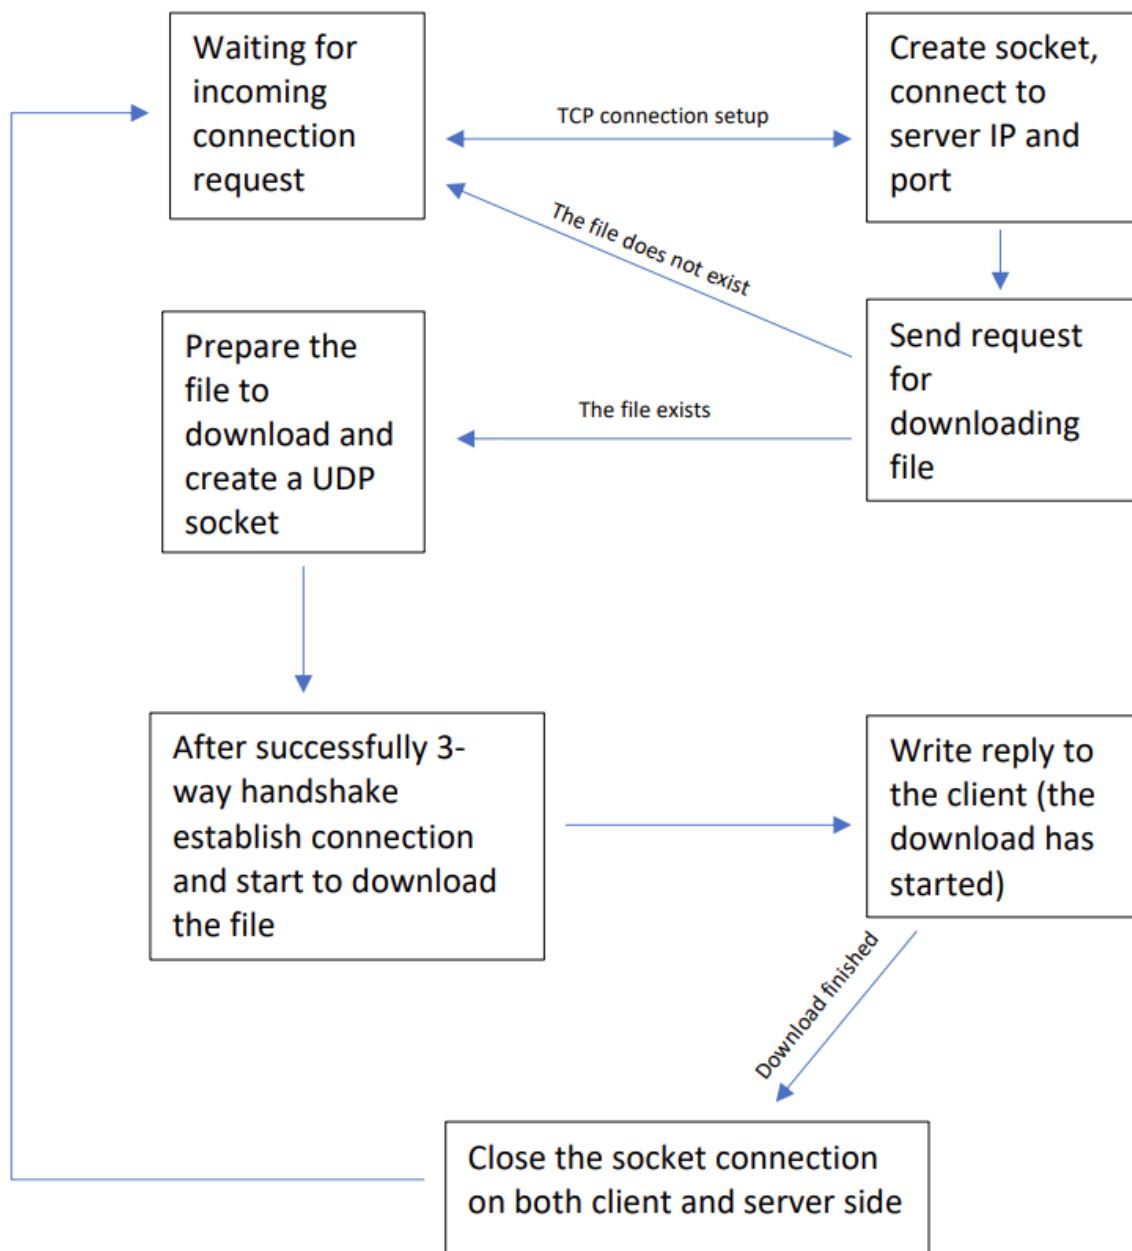 Waiting for
incoming
connection
request
TCP connection setup
Create socket,
connect to
server IP and
port
The file does not exist
Prepare the
file to
download and
create a UDP
socket
The file exists
Send request
for
downloading
file
After successfully 3-
way handshake
establish connection
and start to download
the file
Write reply to
the client (the
download has
started)
Download finished
Close the socket connection
on both client and server side